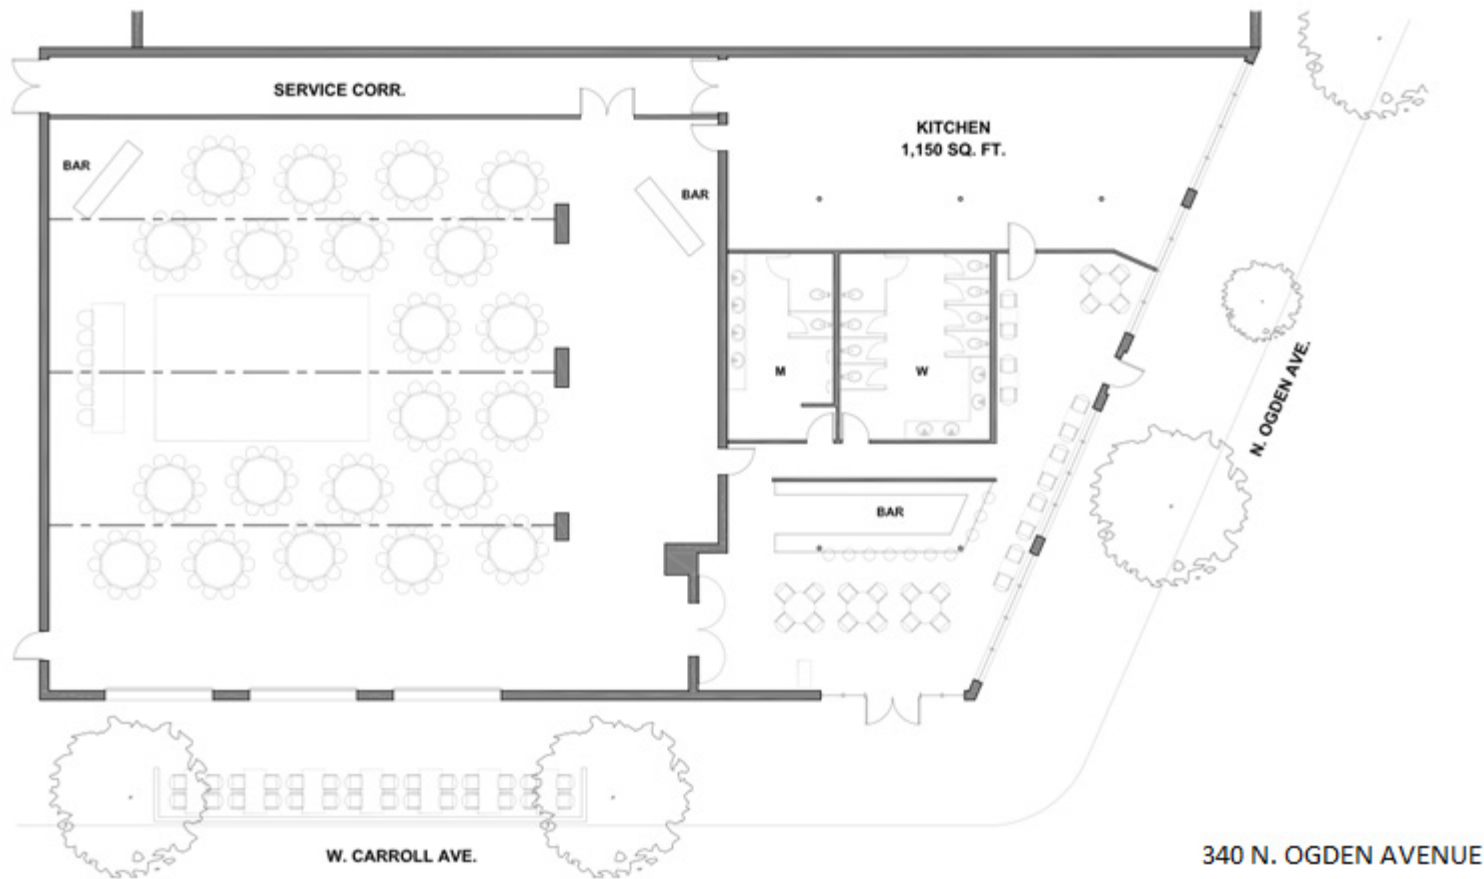 SERVICE CORR.
KITCHEN
1,150 SQ. FT.
BAR
BAR
M
W
BAR
N. OGDEN AVE.
W. CARROLL AVE.
340 N. OGDEN AVENUE